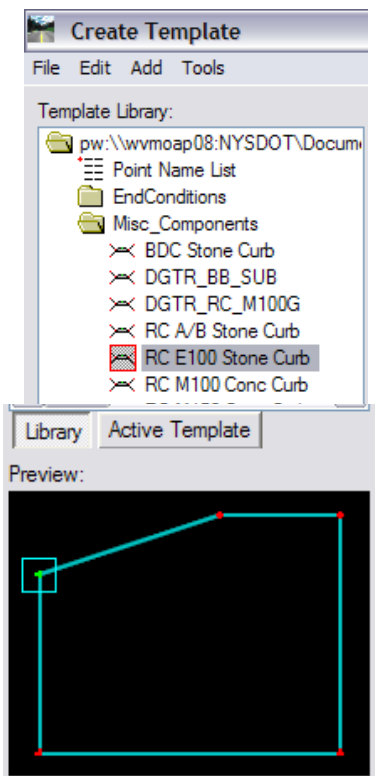 Create Template
File Edit Add Tools
Template Library:
pw:\\wvmoap08:NYSDOT\Docum
Point Name List
EndConditions
Misc_Components
BDC Stone Curb
DGTR_BB_SUB
DGTR_RC_M100G
RC A/B Stone Curb
RC E100 Stone Curb
RC M100 Conc Curb
Library Active Template
Preview: